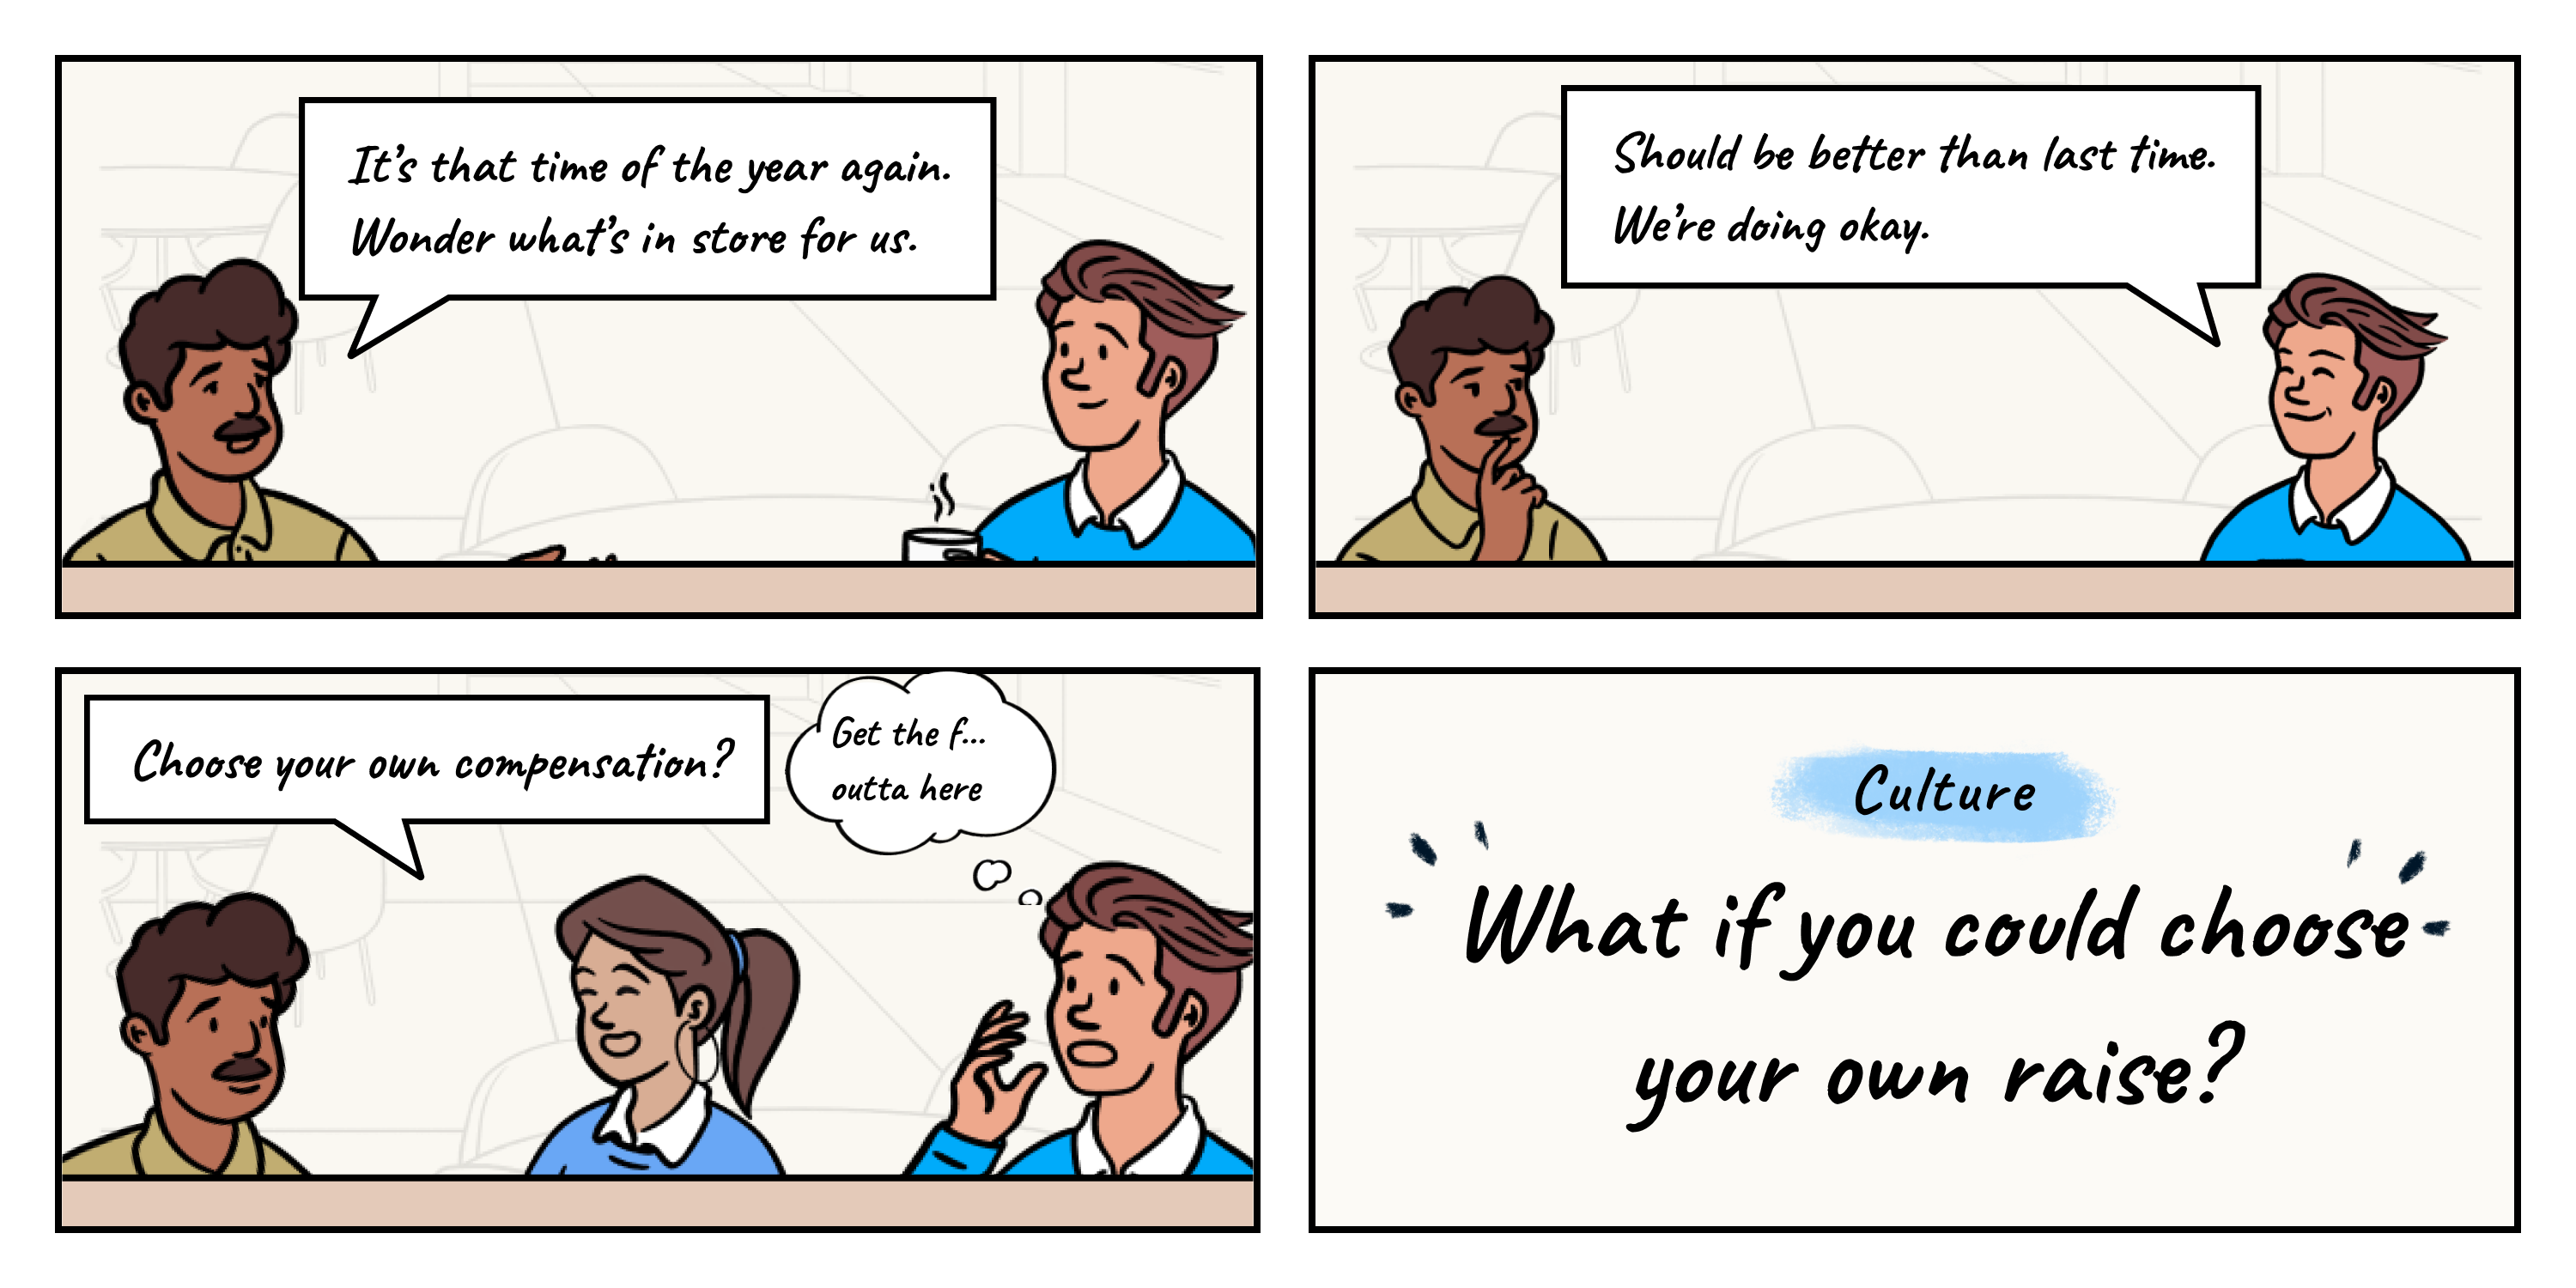 It's that time of the year again.
Wonder what's in store for us.
Should be better than last time.
We're doing okay.
Choose your own compensation?
Get the f...
outta here
Culture
What if you could choose
your own raise?